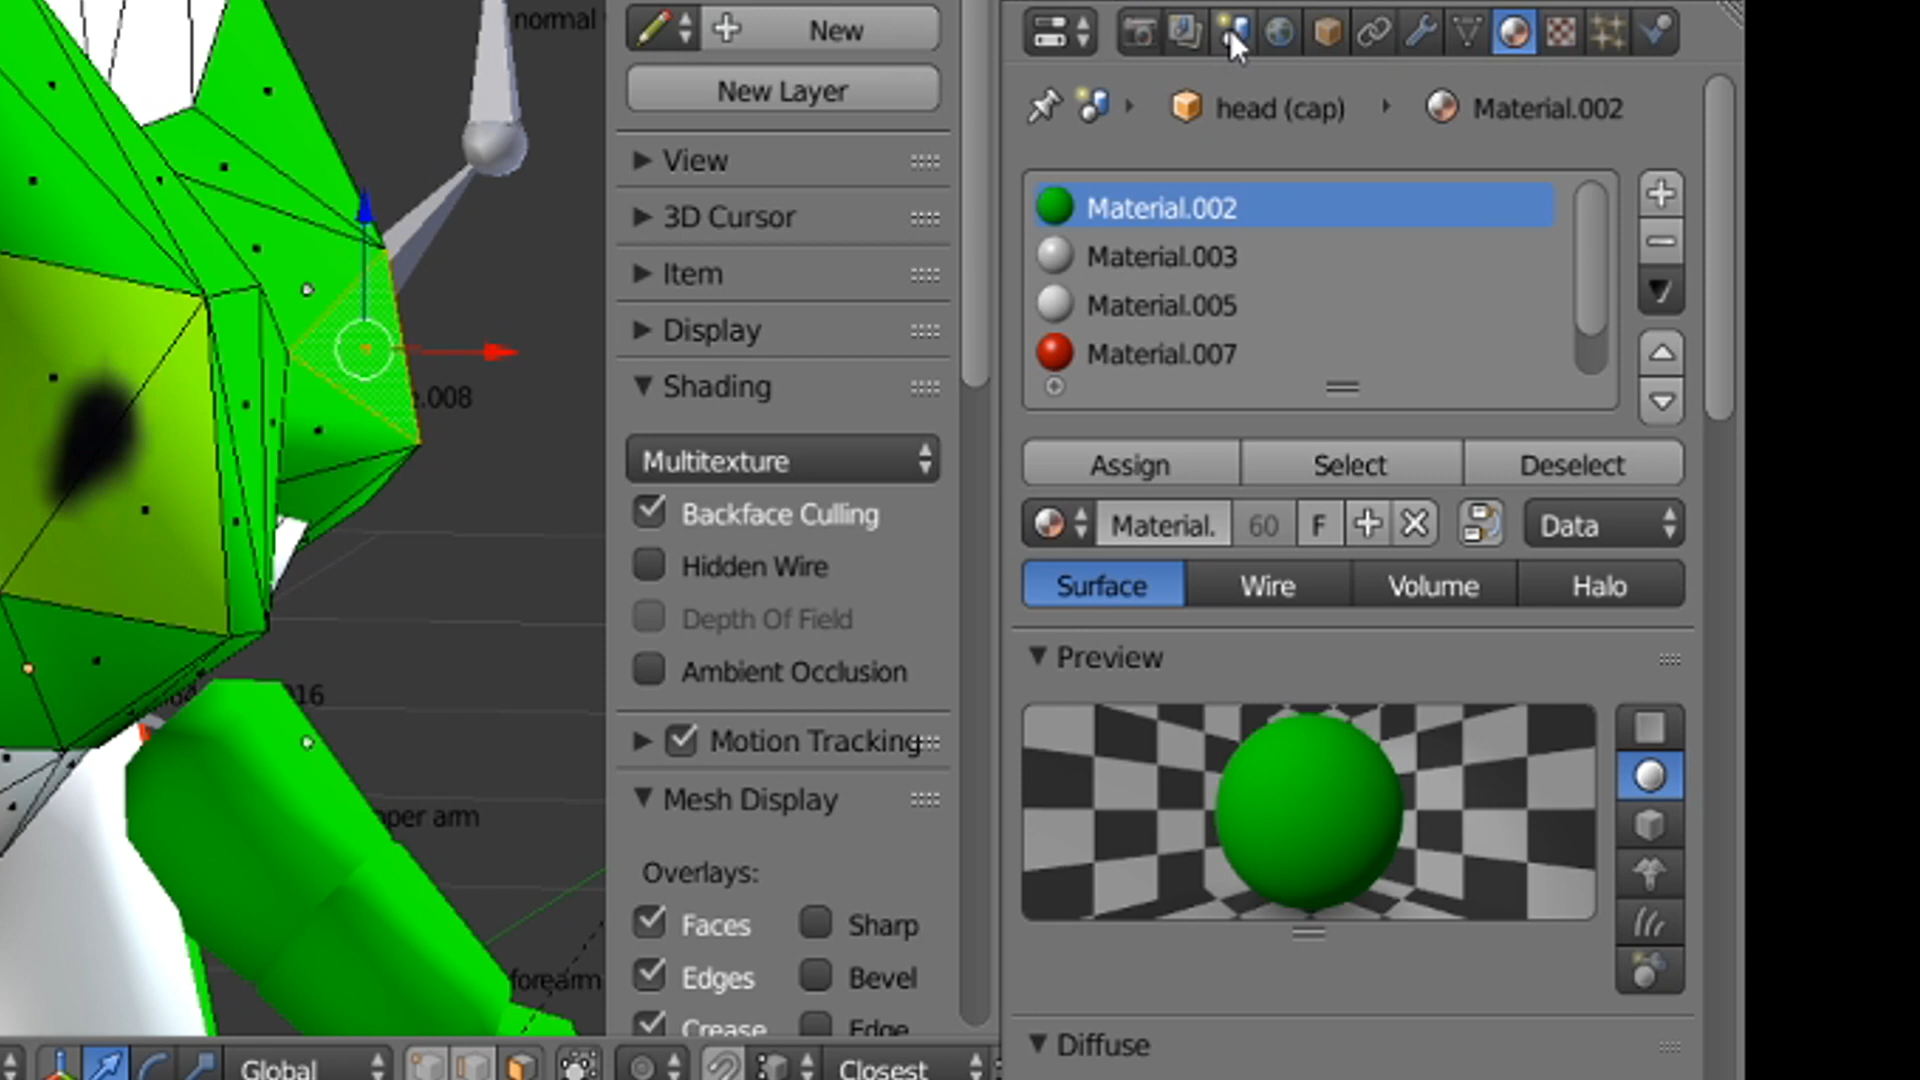 normal
.008
16
per arm
forearm
New
New Layer
View
3D Cursor
Item
Display
Shading
Multitexture
Backface Culling
Hidden Wire
Depth Of Field
Ambient Occlusion
Motion Tracking
Mesh Display
Overlays:
Faces Sharp
Edges Bevel
Crease Edge
Global
Closest
head (cap) Material.002
Material.002
Material.003
Material.005
Material.007
Assign Select Deselect
Material. 60 F Data
Surface Wire Volume Halo
Preview
Diffuse